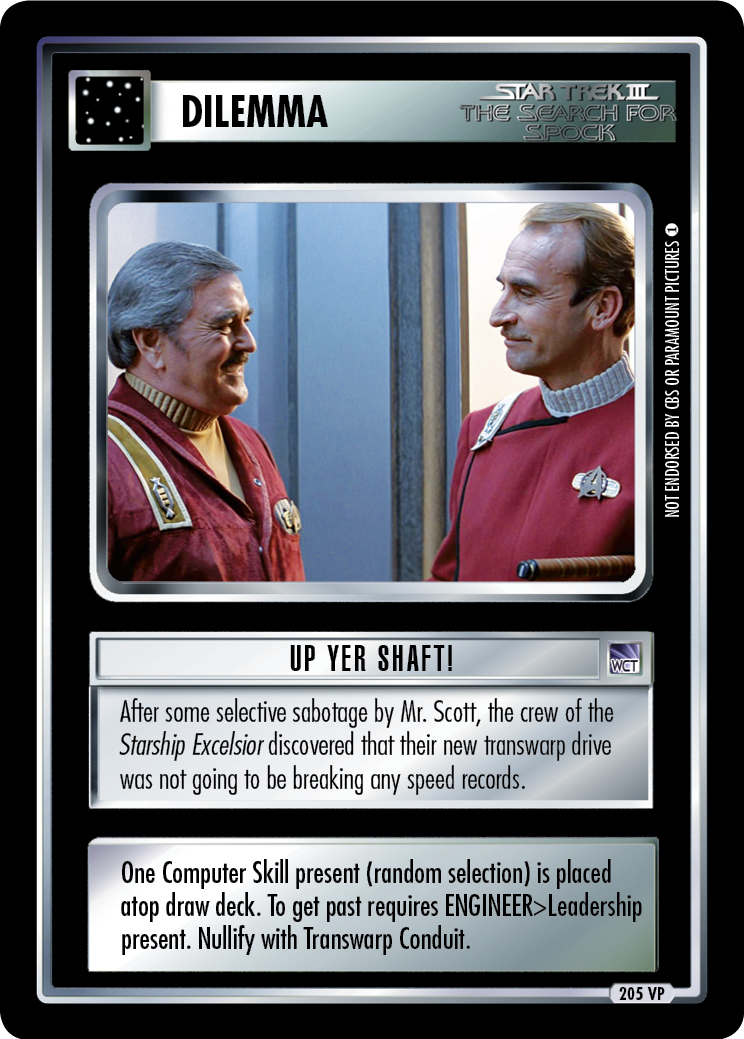 DILEMMA
STAR TREK III
THE SEARCH FOR
SPOCK
NOT ENDORSED BY CBS OR PARAMOUNT PICTURES 1
UP YER SHAFT!
WCT
After some selective sabotage by Mr. Scott, the crew of the
Starship Excelsior discovered that their new transwarp drive
was not going to be breaking any speed records.
One Computer Skill present (random selection) is placed
atop draw deck. To get past requires ENGINEER>Leadership
present. Nullify with Transwarp Conduit.
205 VP